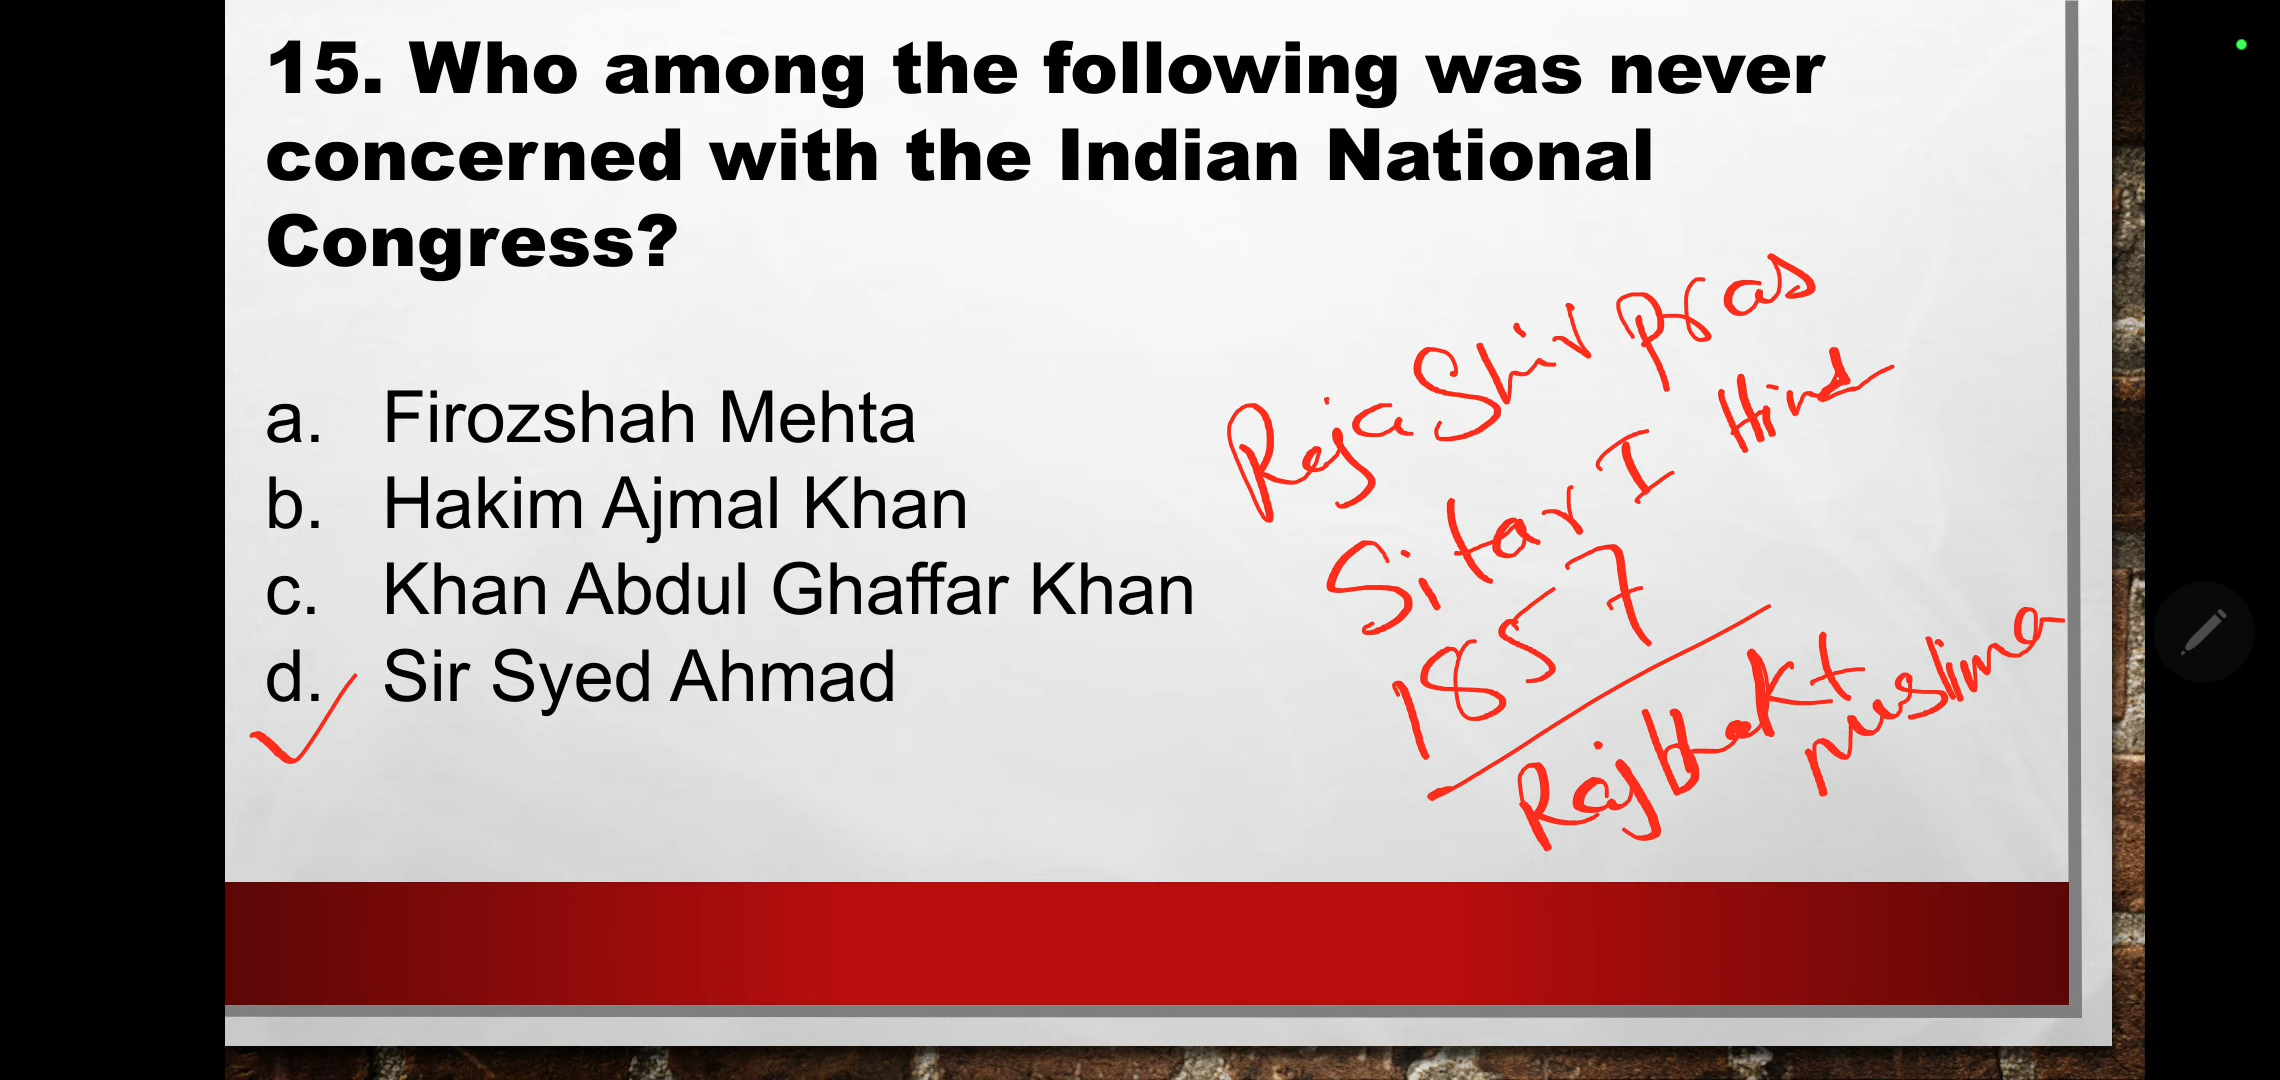 15. Who among the following was never
concerned with the Indian National
Congress?
a. Firozshah Mehta
b. Hakim Ajmal Khan
c. Khan Abdul Ghaffar Khan
d. Sir Syed Ahmad
Raja Shiv pras
Sitar I Hind
1857
Rajbhakt
muslima